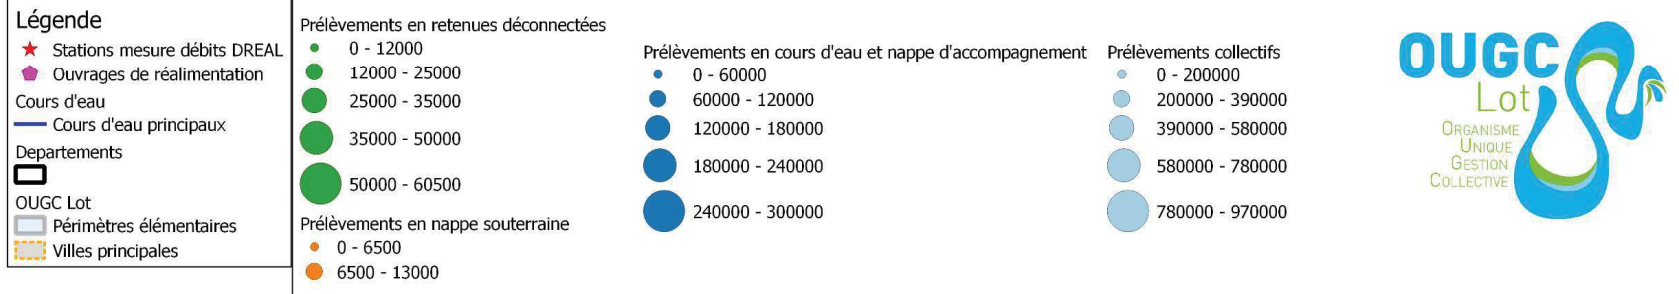 Légende
Stations mesure débits DREAL
Ouvrages de réalimentation
Cours d'eau
Cours d'eau principaux
Departements
OUGC Lot
Périmètres élémentaires
Villes principales
Prélèvements en retenues déconnectées
0 - 12000
12000 - 25000
25000 - 35000
35000 - 50000
50000 - 60500
Prélèvements en nappe souterraine
0 - 6500
6500 - 13000
Prélèvements en cours d'eau et nappe d'accompagnement
0 - 60000
60000 - 120000
120000 - 180000
180000 - 240000
240000 - 300000
Prélèvements collectifs
0 - 200000
200000 - 390000
390000 - 580000
580000 - 780000
780000 - 970000
OUGC
Lot
ORGANISME
UNIQUE
GESTION
COLLECTIVE